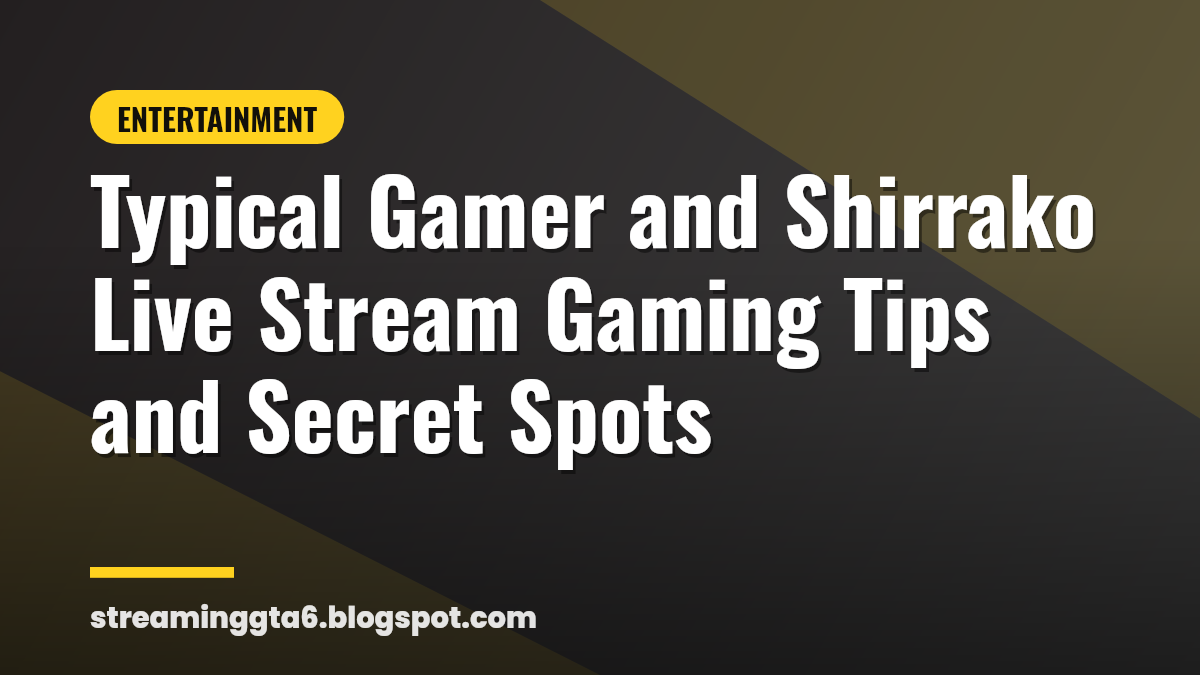 ENTERTAINMENT
Typical Gamer and Shirrako
Live Stream Gaming Tips
and Secret Spots
streaminggta6.blogspot.com